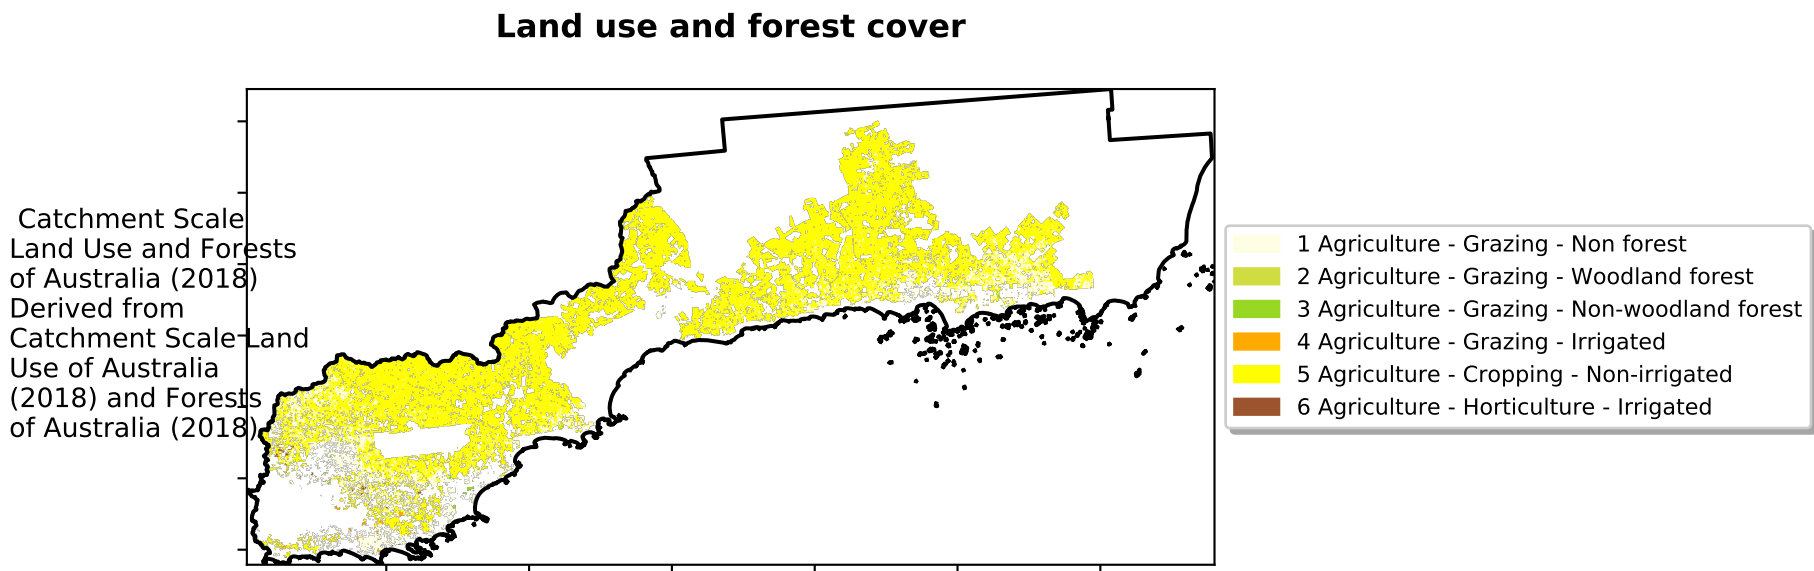 Land use and forest cover
Catchment Scale
Land Use and Forests
of Australia (2018)
Derived from
Catchment Scale Land
Use of Australia
(2018) and Forests
of Australia (2018)
1 Agriculture - Grazing - Non forest
2 Agriculture - Grazing - Woodland forest
3 Agriculture - Grazing - Non-woodland forest
4 Agriculture - Grazing - Irrigated
5 Agriculture - Cropping - Non-irrigated
6 Agriculture - Horticulture - Irrigated